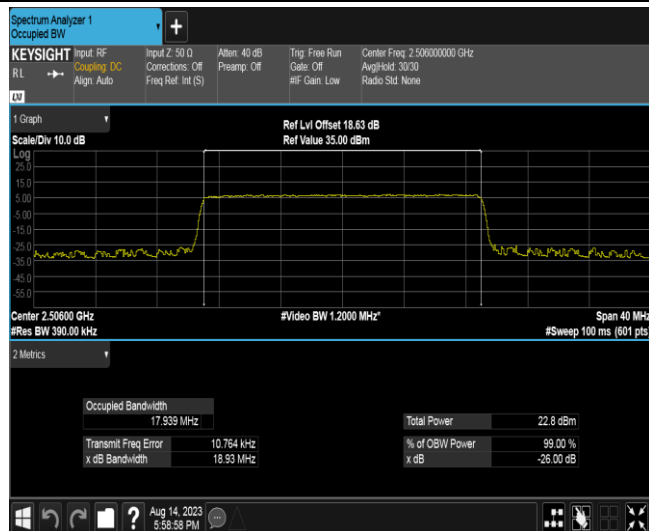 Spectrum Analyzer 1
Occupied BW
+
KEYSIGHT Input: RF Input Z: 50 Ω Atten: 40 dB Trig: Free Run Center Freq: 2.506000000 GHz
RL Coupling: DC Corrections: Off Preamp: Off Gate: Off Avg|Hold: 30/30
Align: Auto Freq Ref: Int (S) #IF Gain: Low Radio Std: None
LXI
1 Graph
Ref Lvl Offset 18.63 dB
Scale/Div 10.0 dB Ref Value 35.00 dBm
Log
25.0
15.0
5.00
-5.00
-15.0
-25.0
-35.0
-45.0
-55.0
Center 2.50600 GHz #Video BW 1.2000 MHz* Span 40 MHz
#Res BW 390.00 kHz #Sweep 100 ms (601 pts)
2 Metrics
Occupied Bandwidth
17.939 MHz Total Power 22.8 dBm
Transmit Freq Error 10.764 kHz % of OBW Power 99.00 %
x dB Bandwidth 18.93 MHz x dB -26.00 dB
? Aug 14, 2023
5:58:58 PM